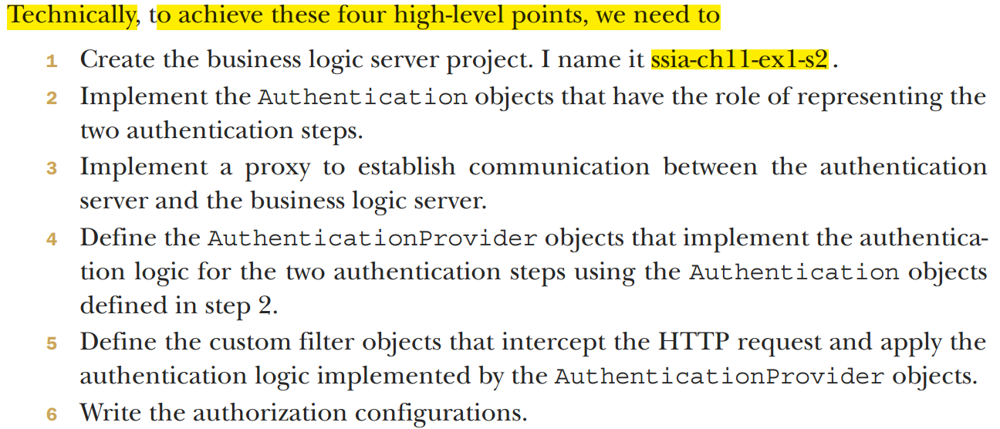 Technically, to achieve these four high-level points, we need to
1 Create the business logic server project. I name it ssia-ch11-ex1-s2.
2 Implement the Authentication objects that have the role of representing the
two authentication steps.
3 Implement a proxy to establish communication between the authentication
server and the business logic server.
4 Define the AuthenticationProvider objects that implement the authentica-
tion logic for the two authentication steps using the Authentication objects
defined in step 2.
5 Define the custom filter objects that intercept the HTTP request and apply the
authentication logic implemented by the AuthenticationProvider objects.
6 Write the authorization configurations.